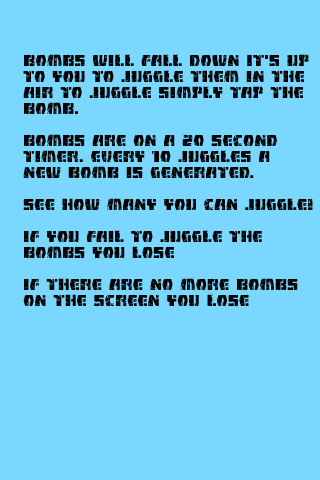 BOMBS WILL FALL DOWN IT'S UP
TO YOU TO JUGGLE THEM IN THE
AIR TO JUGGLE SIMPLY TAP THE
BOMB.
BOMBS ARE ON A 20 SECOND
TIMER. EVERY 10 JUGGLES A
NEW BOMB IS GENERATED.
SEE HOW MANY YOU CAN JUGGLE!
IF YOU FAIL TO JUGGLE THE
BOMBS YOU LOSE
IF THERE ARE NO MORE BOMBS
ON THE SCREEN YOU LOSE